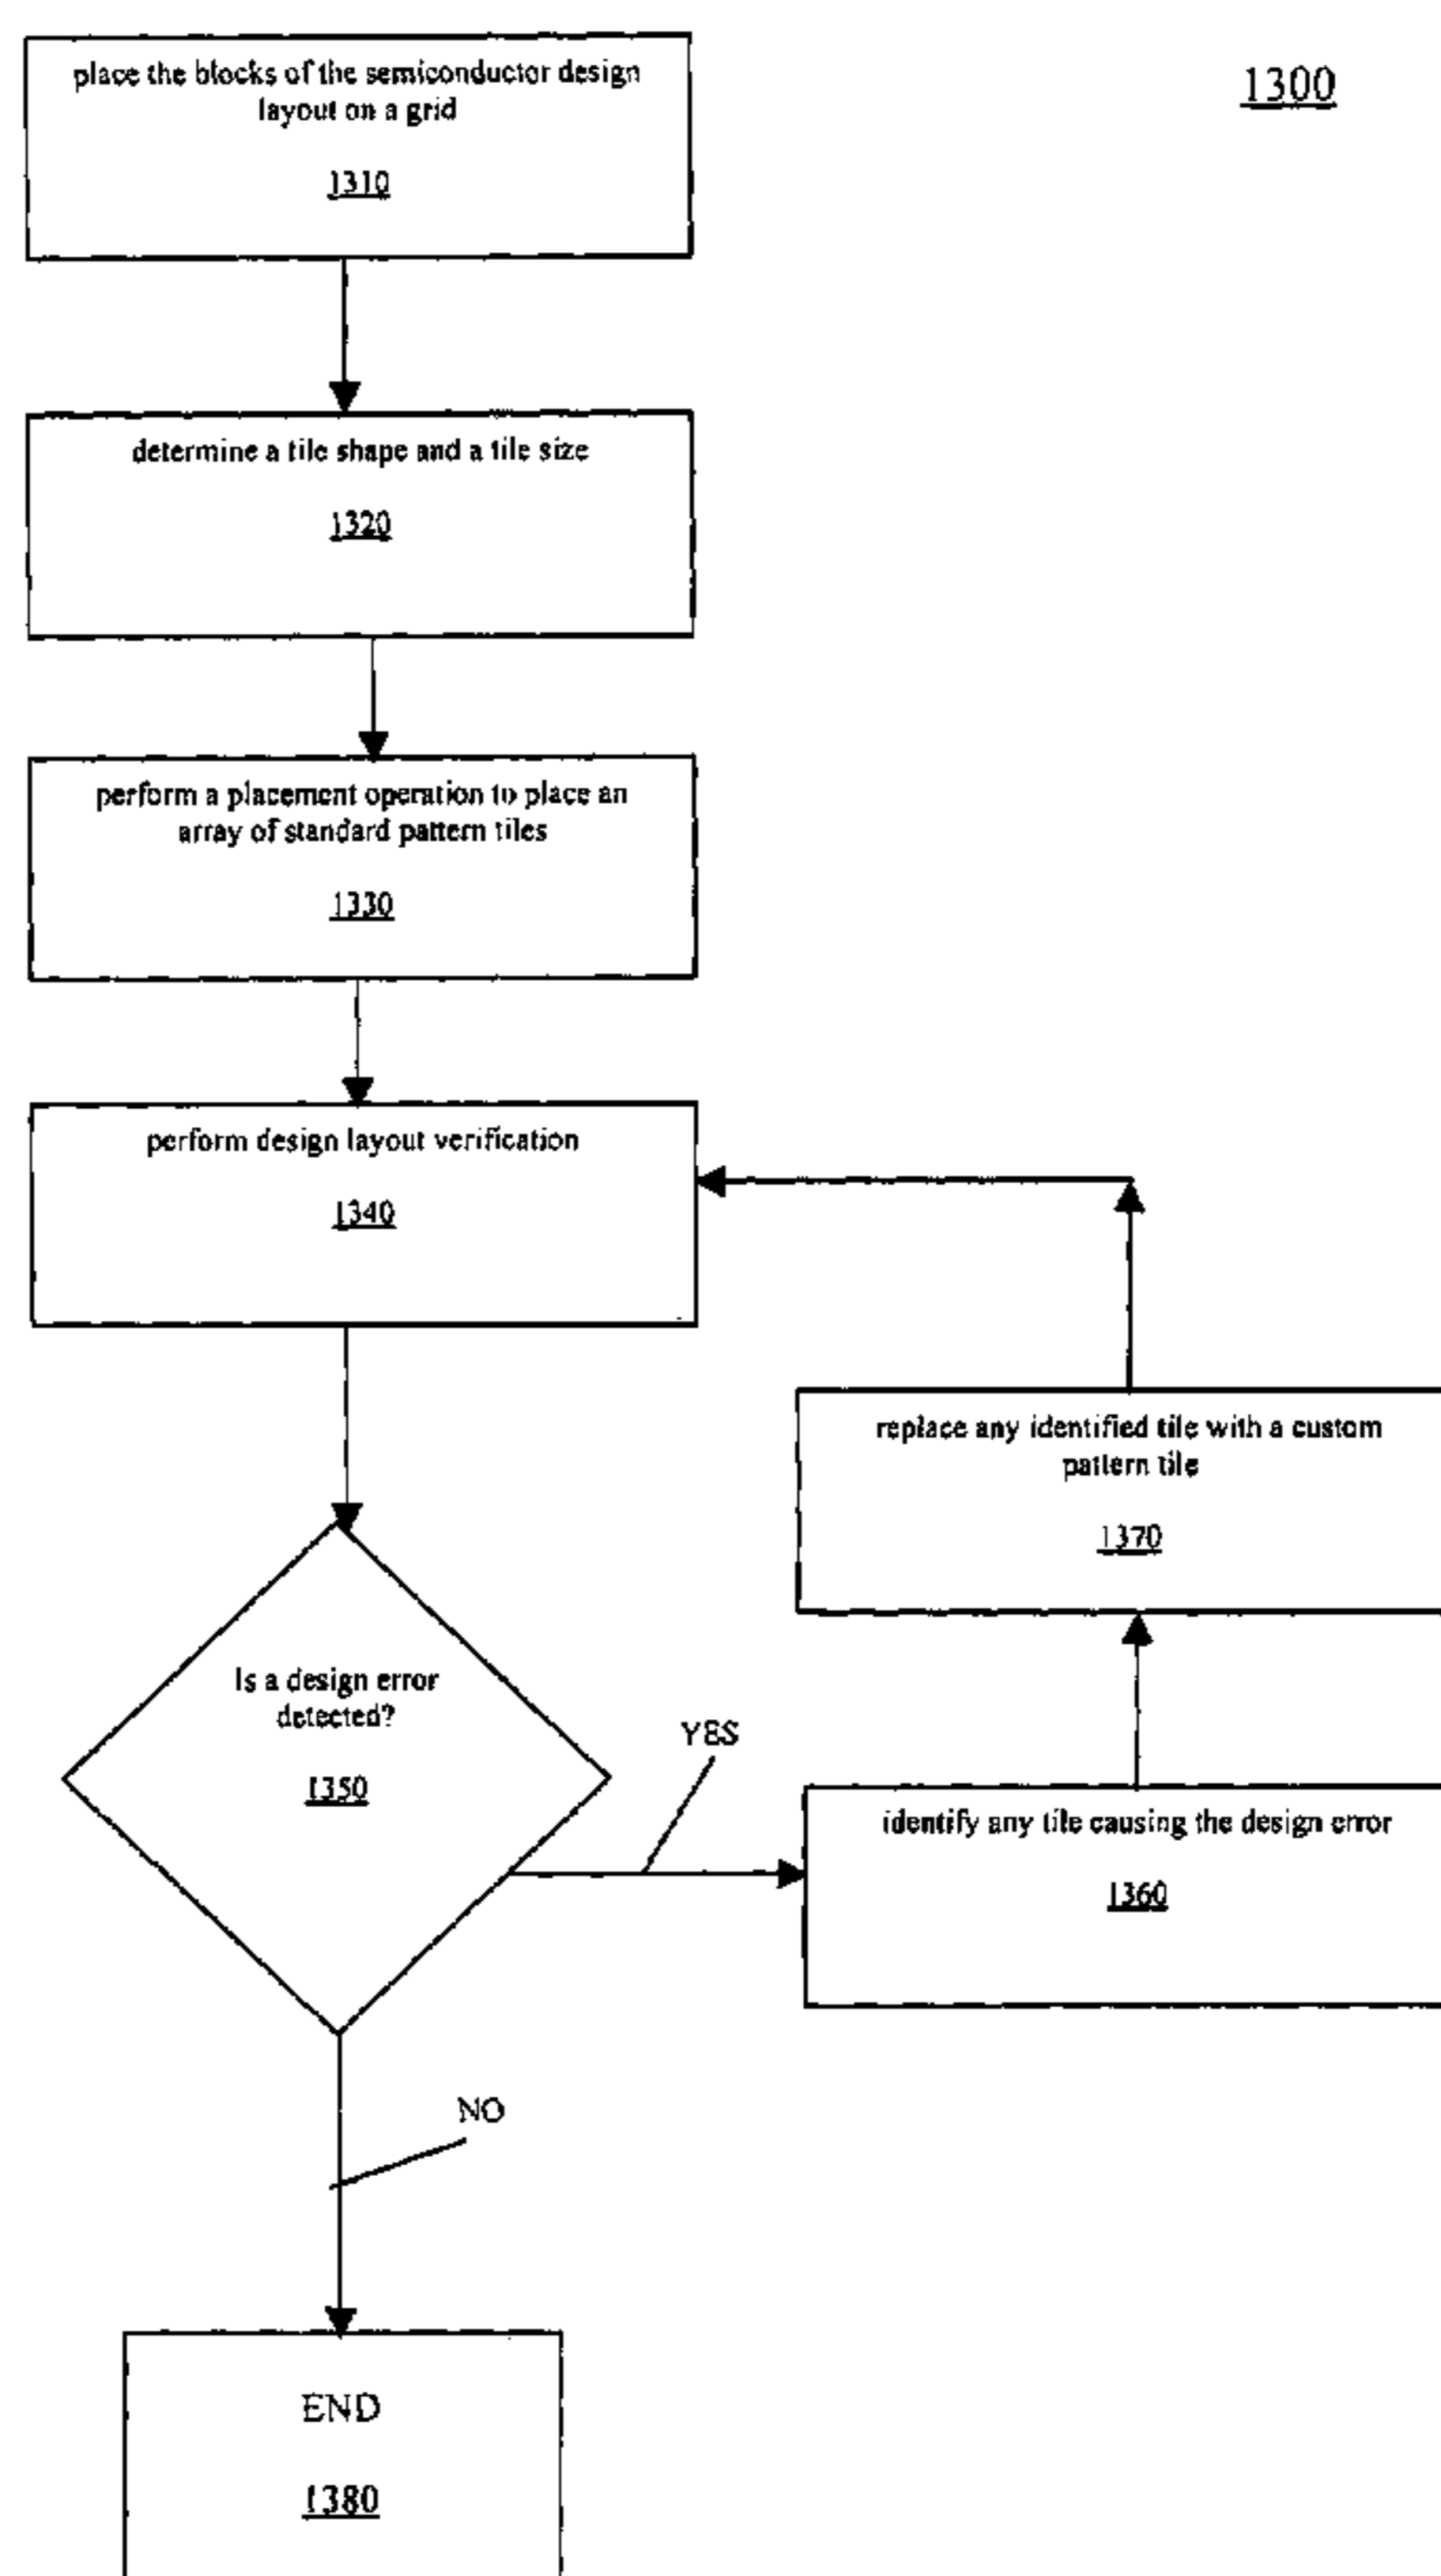 1300
place the blocks of the semiconductor design
layout on a grid
1310
determine a tile shape and a tile size
1320
perform a placement operation to place an
array of standard pattern tiles
1330
perform design layout verification
1340
replace any identified tile with a custom
pattern tile
1370
Is a design error
detected?
1350
YES
identify any tile causing the design error
1360
NO
END
1380